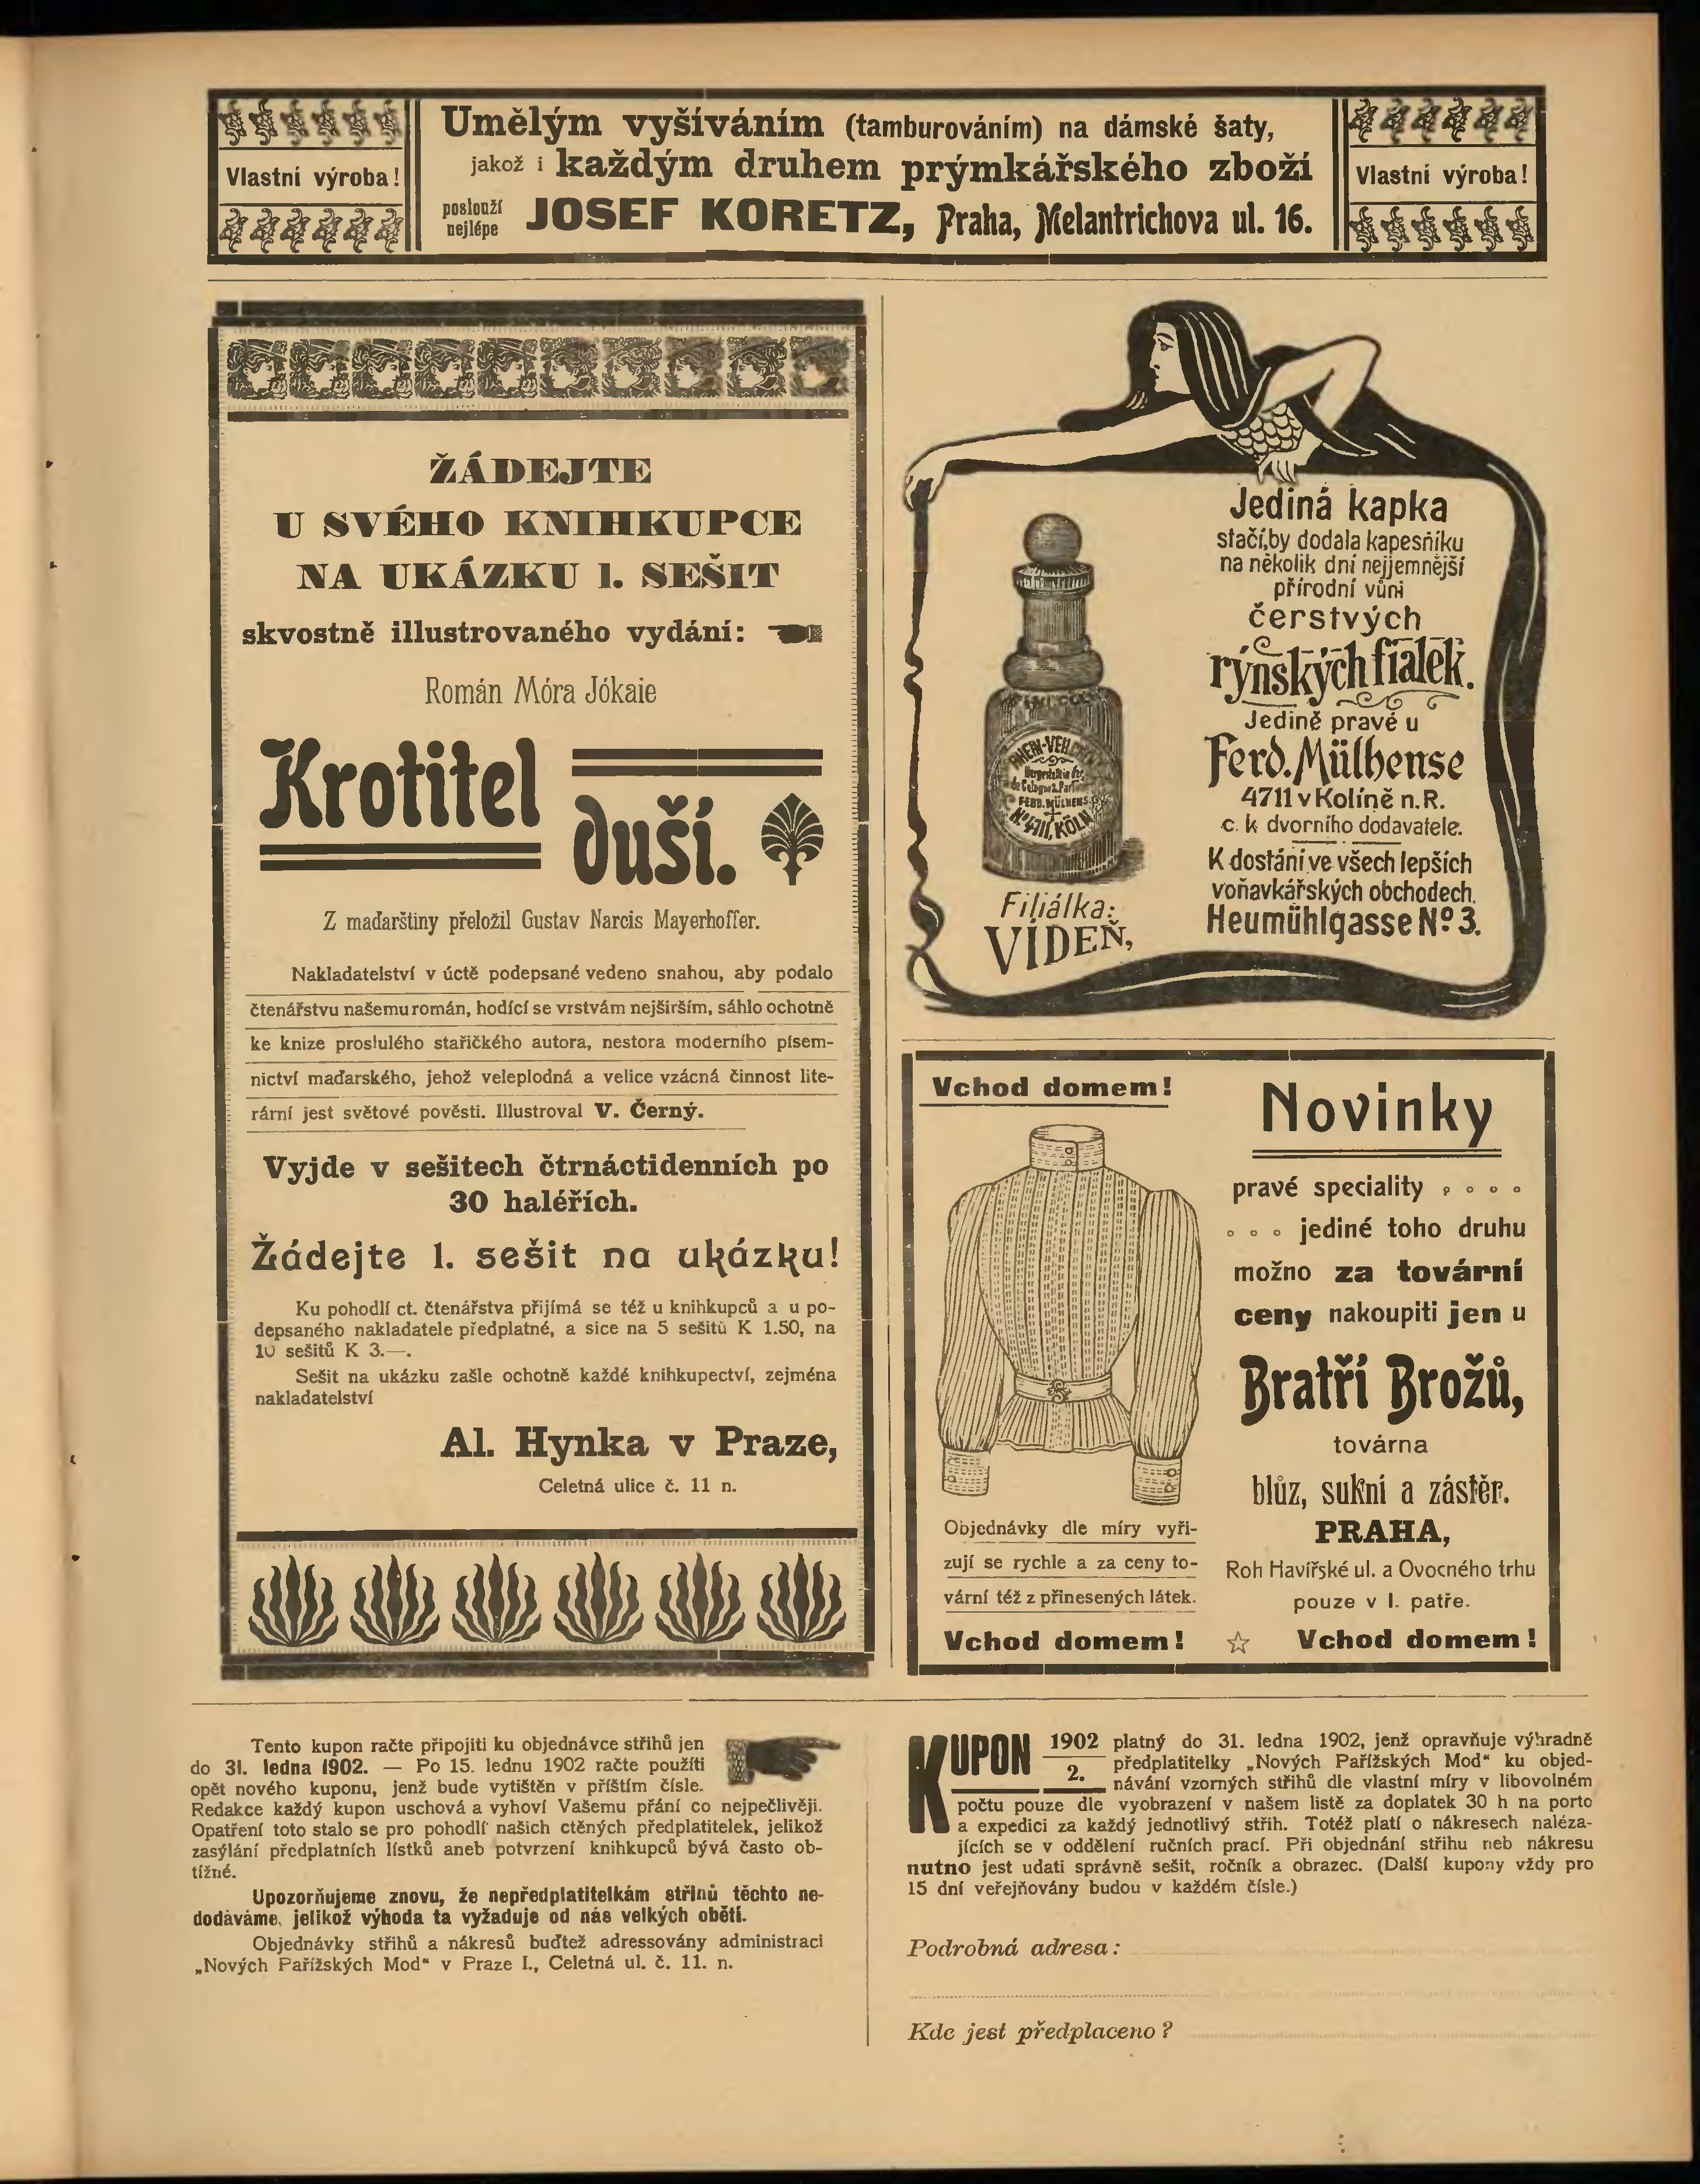 Vlastní výroba!
Umělým vyšíváním (tamburováním) na dámské šaty,
jakož i každým druhem prýmkářského zboží
poslouží
nejlépe JOSEF KORETZ, Praha, Melantrichova ul. 16.
Vlastní výroba!
ŽÁDEJTE
U SVÉHO KNIHKUPCE
NA UKÁZKU 1. SEŠIT
skvostně illustrovaného vydání:
Román Móra Jókaie
Krotitel
duší.
Z maďarštiny přeložil Gustav Narcis Mayerhoffer.
Nakladatelství v úctě podepsané vedeno snahou, aby podalo
čtenářstvu našemu román, hodící se vrstvám nejširším, sáhlo ochotně
ke knize proslulého stařičkého autora, nestora moderního písem-
nictví maďarského, jehož veleplodná a velice vzácná činnost lite-
rární jest světové pověsti. Illustroval V. Černý.
Vyjde v sešitech čtrnáctidenních po
30 haléřích.
Žádejte 1. sešit na ukázku!
Ku pohodlí ct. čtenářstva přijímá se též u knihkupců a u po-
depsaného nakladatele předplatné, a sice na 5 sešitů K 1.50, na
10 sešitů K 3.—.
Sešit na ukázku zašle ochotně každé knihkupectví, zejména
nakladatelství
Al. Hynka v Praze,
Celetná ulice č. 11 n.
Jediná kapka
stačí, by dodala kapesníku
na několik dní nejjemnější
přírodní vůni
čerstvých
rýnských fialek.
Jedině pravé u
Ferd. Mülhense
4711 v Kolíně n. R.
c. k dvorního dodavatele.
K dostání ve všech lepších
voňavkářských obchodech.
Heumühlgasse No. 3.
FERD. MÜLHENS
No 4711, KÖLN
Filiálka:
VÍDEŇ,
Vchod domem!
Novinky
pravé speciality
jediné toho druhu
možno za tovární
ceny nakoupiti jen u
Bratří Brožů,
továrna
blůz, sukní a zástěr.
PRAHA,
Roh Havířské ul. a Ovocného trhu
pouze v I. patře.
Objednávky dle míry vyři-
zují se rychle a za ceny to-
vární též z přinesených látek.
Vchod domem! ☆ Vchod domem!
Tento kupon račte připojiti ku objednávce střihů jen
do 31. ledna 1902. — Po 15. lednu 1902 račte použíti
opět nového kuponu, jenž bude vytištěn v příštím čísle.
Redakce každý kupon uschová a vyhoví Vašemu přání co nejpečlivěji.
Opatření toto stalo se pro pohodlí našich ctěných předplatitelek, jelikož
zasýlání předplatních lístků aneb potvrzení knihkupců bývá často ob-
tížné.
Upozorňujeme znovu, že nepředplatitelkám střihů těchto ne-
dodáváme, jelikož výhoda ta vyžaduje od nás velkých obětí.
Objednávky střihů a nákresů buďtež adressovány administraci
„Nových Pařížských Mod“ v Praze I., Celetná ul. č. 11. n.
KUPON 1902 2. platný do 31. ledna 1902, jenž opravňuje výhradně
předplatitelky „Nových Pařížských Mod“ ku objed-
návání vzorných střihů dle vlastní míry v libovolném
počtu pouze dle vyobrazení v našem listě za doplatek 30 h na porto
a expedici za každý jednotlivý střih. Totéž platí o nákresech naléza-
jících se v oddělení ručních prací. Při objednání střihu neb nákresu
nutno jest udati správně sešit, ročník a obrazec. (Další kupony vždy pro
15 dní veřejňovány budou v každém čísle.)
Podrobná adresa:
Kde jest předplaceno?